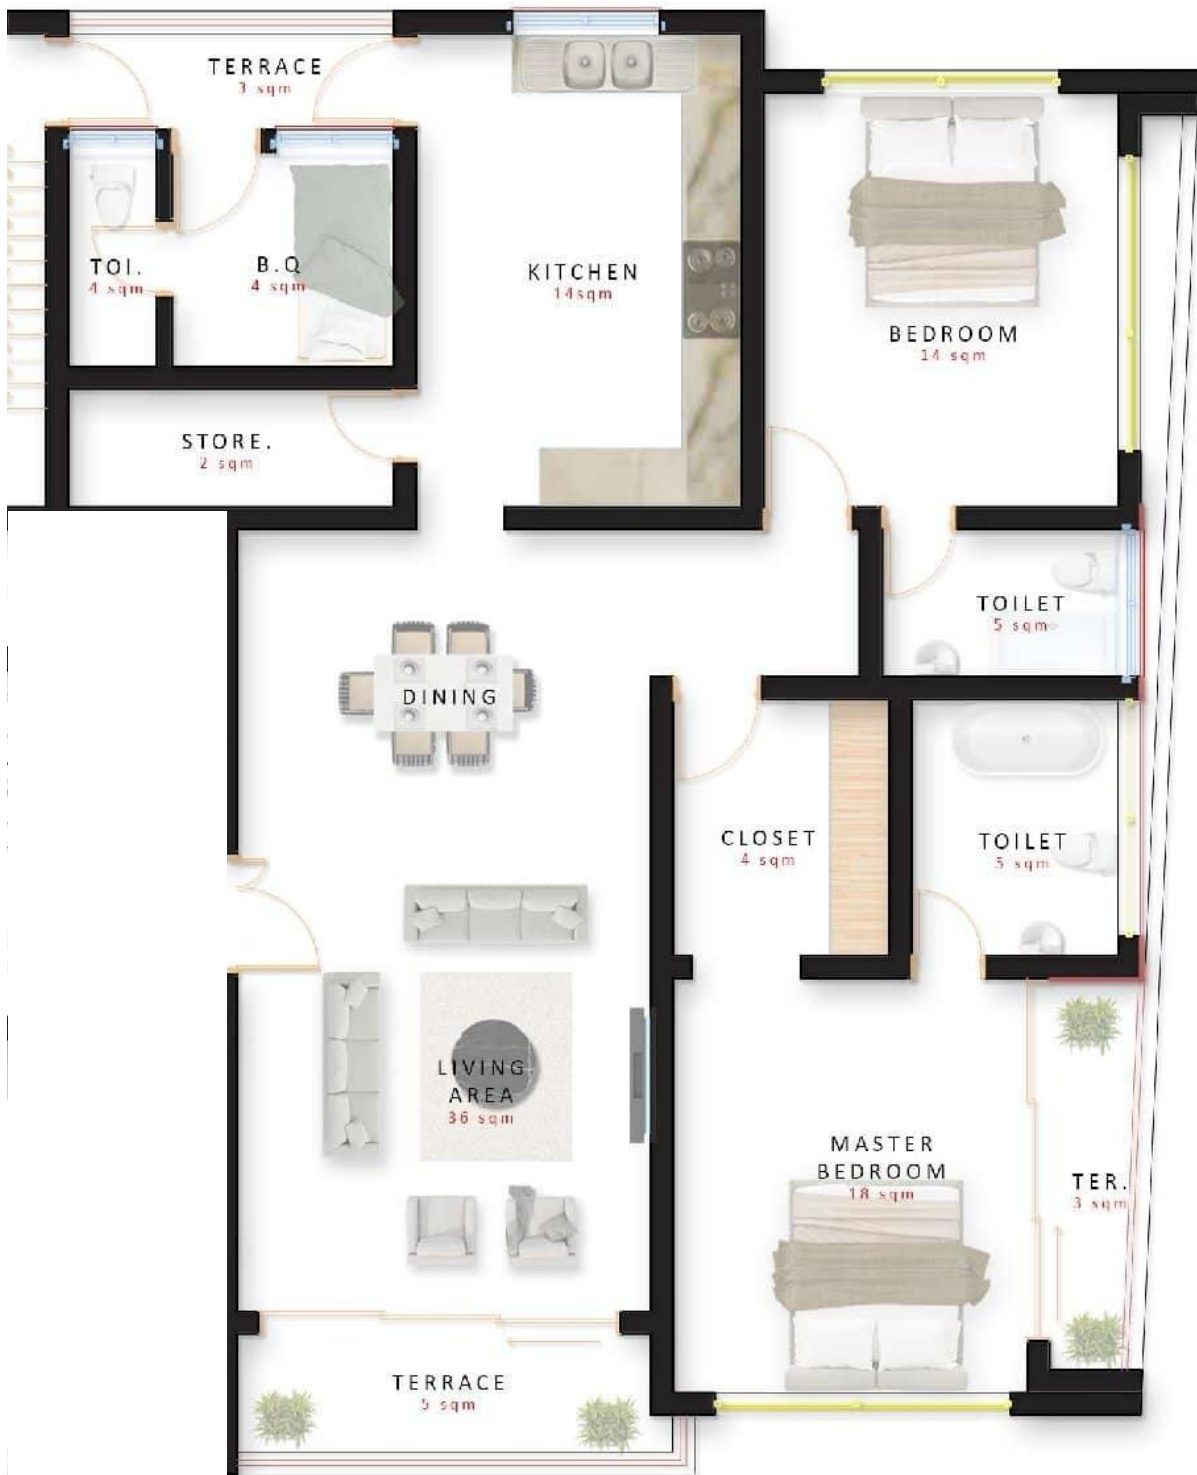 TERRACE
3 sqm
TOI.
4 sqm
B.Q
4 sqm
KITCHEN
14sqm
BEDROOM
14 sqm
STORE.
2 sqm
TOILET
5 sqm
DINING
CLOSET
4 sqm
TOILET
5 sqm
LIVING
AREA
36 sqm
MASTER
BEDROOM
18 sqm
TER.
3 sqm
TERRACE
5 sqm